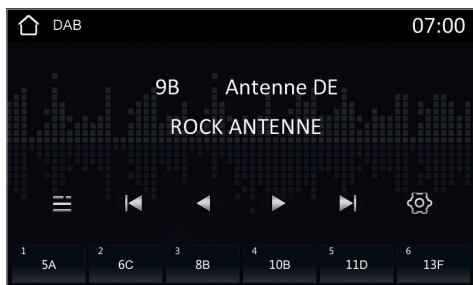 DAB 07:00
9B Antenne DE
ROCK ANTENNE
1 5A 2 6C 3 8B 4 10B 5 11D 6 13F